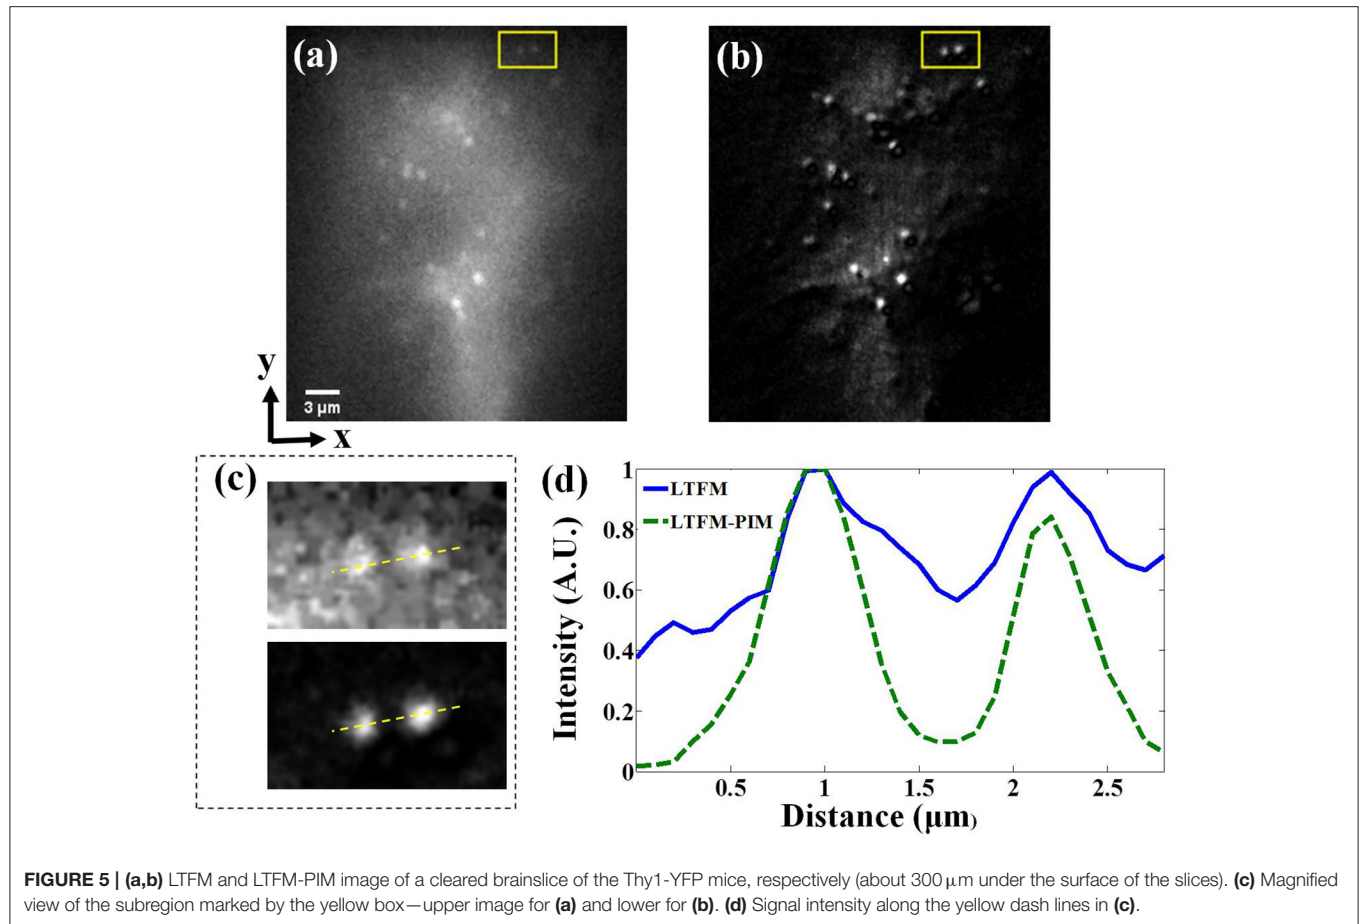 (a)
(b)
y
3 μm
x
(c)
(d)
1
LTFM
0.8
LTFM-PIM
0.6
0.4
0.2
0
Intensity (A.U.)
0.5
1
1.5
2
2.5
Distance (μm)
FIGURE 5 | (a,b) LTFM and LTFM-PIM image of a cleared brainslice of the Thy1-YFP mice, respectively (about 300 μm under the surface of the slices). (c) Magnified
view of the subregion marked by the yellow box—upper image for (a) and lower for (b). (d) Signal intensity along the yellow dash lines in (c).